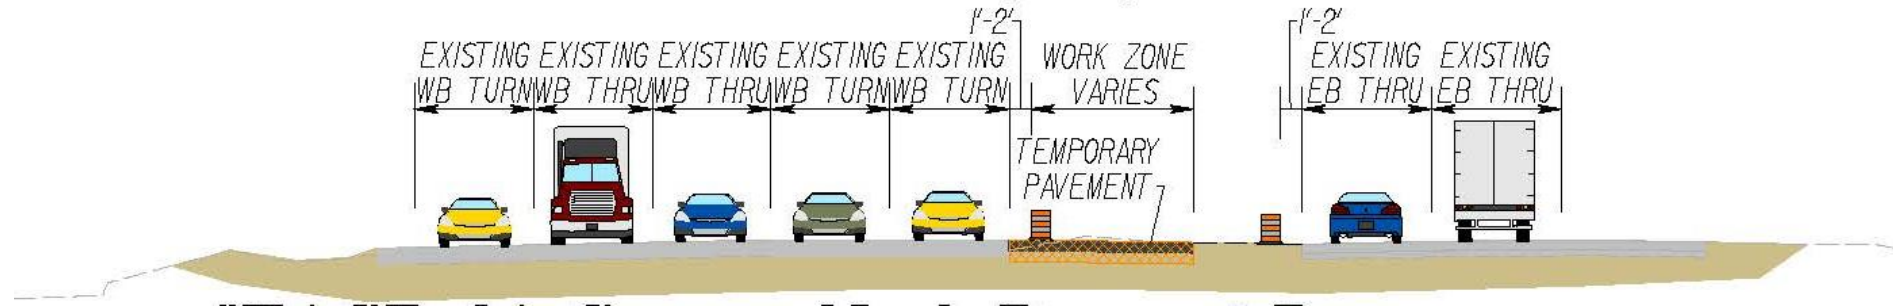 1'-2'
1'-2'
EXISTING EXISTING EXISTING EXISTING EXISTING WORK ZONE EXISTING EXISTING
WB TURN WB THRU WB THRU WB TURN WB TURN VARIES EB THRU EB THRU
TEMPORARY
PAVEMENT